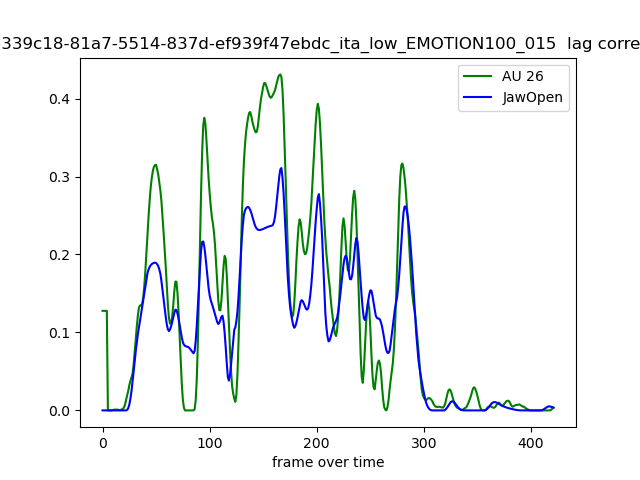 339c18-81a7-5514-837d-ef939f47ebdc_ita_low_EMOTION100_015 lag corre
AU 26
JawOpen
0.4
0.3
0.2
0.1
0.0
0 100 200 300 400
frame over time